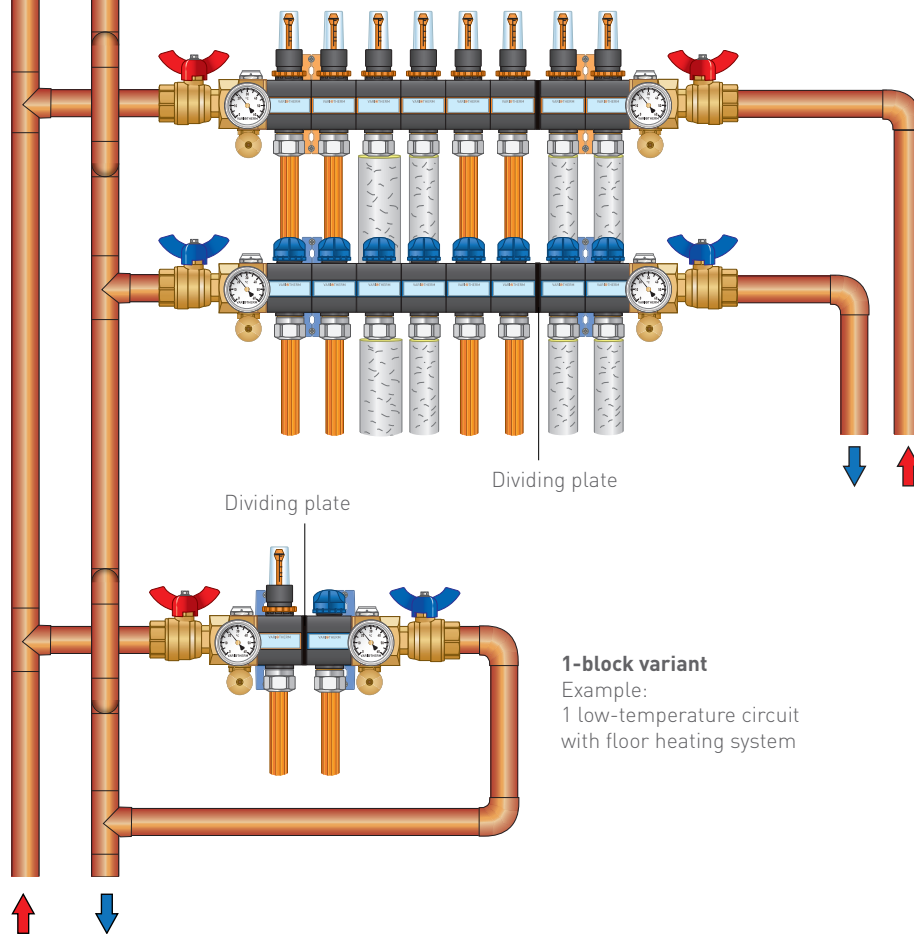 Dividing plate
Dividing plate
1-block variant
Example:
1 low-temperature circuit
with floor heating system